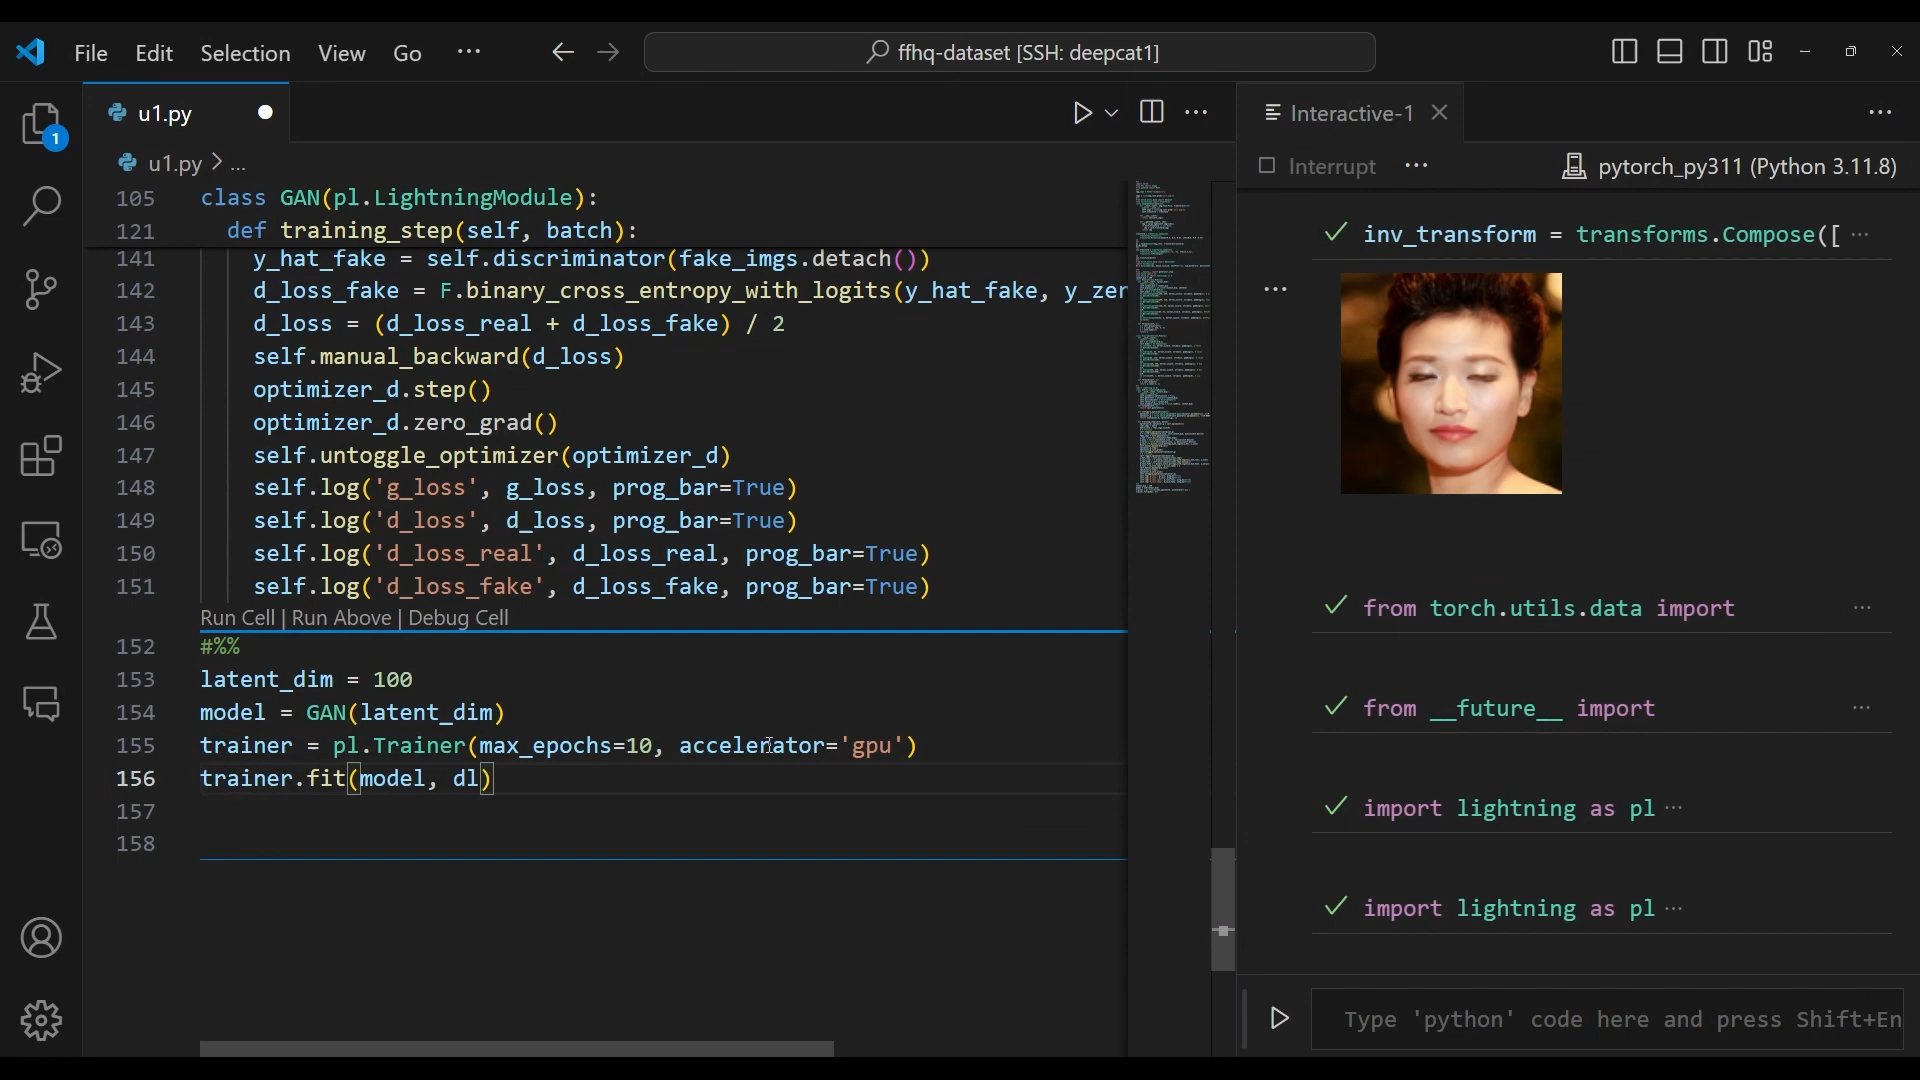 File Edit Selection View Go ···
ffhq-dataset [SSH: deepcat1]
1
u1.py
u1.py > ...
105 class GAN(pl.LightningModule):
121 def training_step(self, batch):
141 y_hat_fake = self.discriminator(fake_imgs.detach())
142 d_loss_fake = F.binary_cross_entropy_with_logits(y_hat_fake, y_zer
143 d_loss = (d_loss_real + d_loss_fake) / 2
144 self.manual_backward(d_loss)
145 optimizer_d.step()
146 optimizer_d.zero_grad()
147 self.untoggle_optimizer(optimizer_d)
148 self.log('g_loss', g_loss, prog_bar=True)
149 self.log('d_loss', d_loss, prog_bar=True)
150 self.log('d_loss_real', d_loss_real, prog_bar=True)
151 self.log('d_loss_fake', d_loss_fake, prog_bar=True)
Run Cell | Run Above | Debug Cell
152 #%%
153 latent_dim = 100
154 model = GAN(latent_dim)
155 trainer = pl.Trainer(max_epochs=10, accelerator='gpu')
156 trainer.fit(model, dl)
157
158
Interactive-1
Interrupt ··· pytorch_py311 (Python 3.11.8)
inv_transform = transforms.Compose([ ···
from torch.utils.data import ···
from __future__ import ···
import lightning as pl ···
import lightning as pl ···
Type 'python' code here and press Shift+En